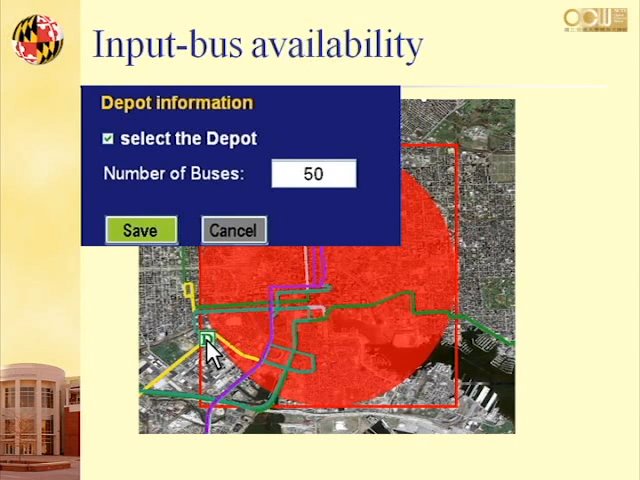 Input-bus availability
OCW
Depot information
select the Depot
Number of Buses: 50
Save Cancel